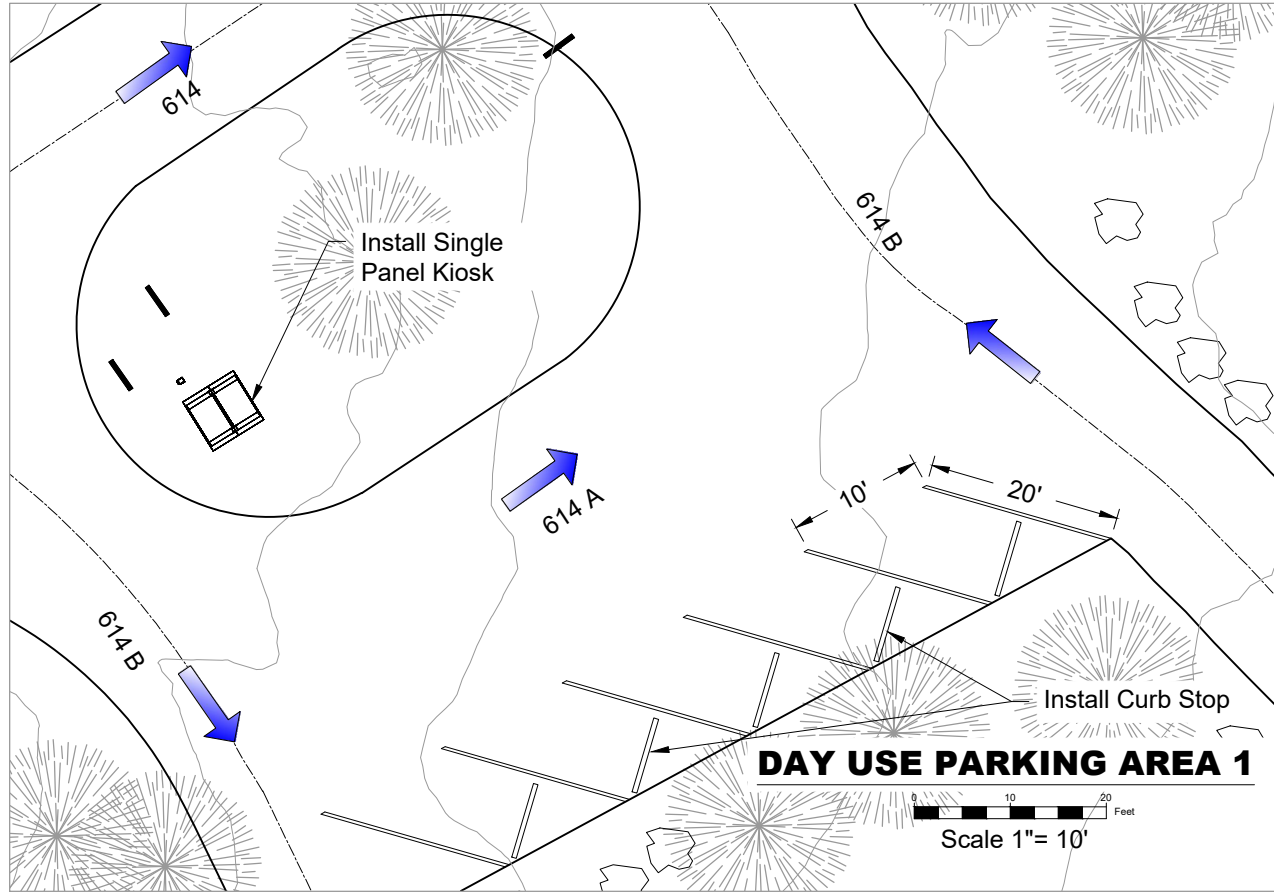 614
Install Single
Panel Kiosk
614 B
10'
20'
614 A
614 B
Install Curb Stop
DAY USE PARKING AREA 1
0 10 20
Feet
Scale 1"= 10'